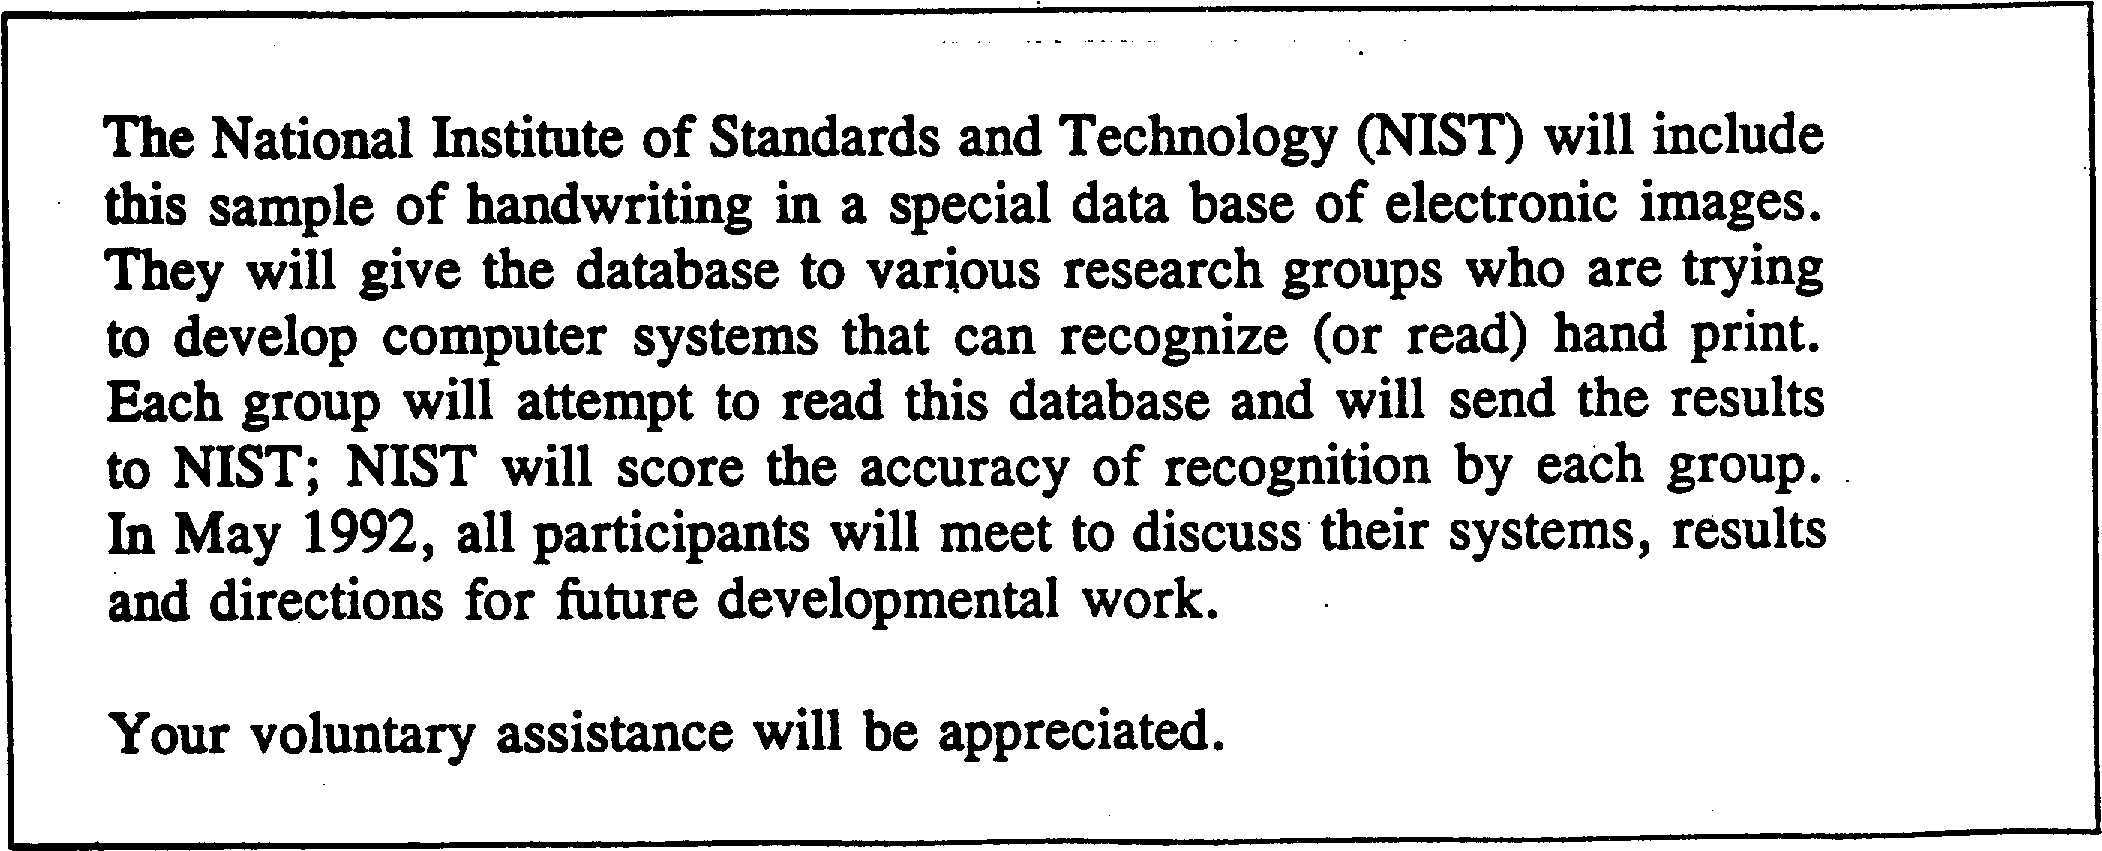 The National Institute of Standards and Technology (NIST) will include
this sample of handwriting in a special data base of electronic images.
They will give the database to various research groups who are trying
to develop computer systems that can recognize (or read) hand print.
Each group will attempt to read this database and will send the results
to NIST; NIST will score the accuracy of recognition by each group.
In May 1992, all participants will meet to discuss their systems, results
and directions for future developmental work.
Your voluntary assistance will be appreciated.